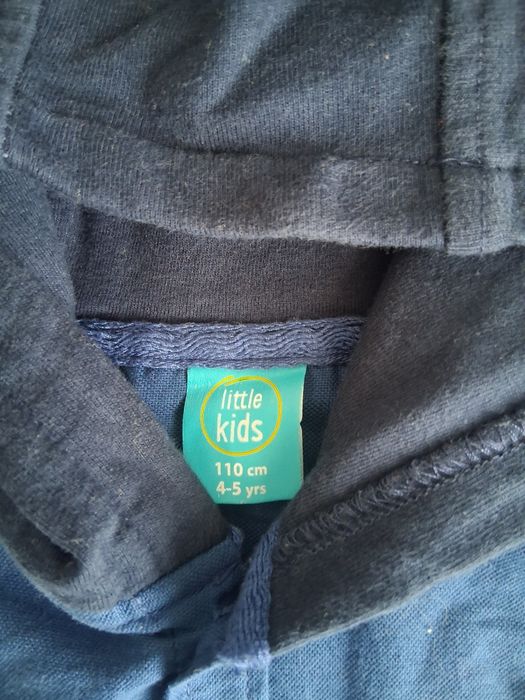 little
kids
110 cm
4-5 yrs